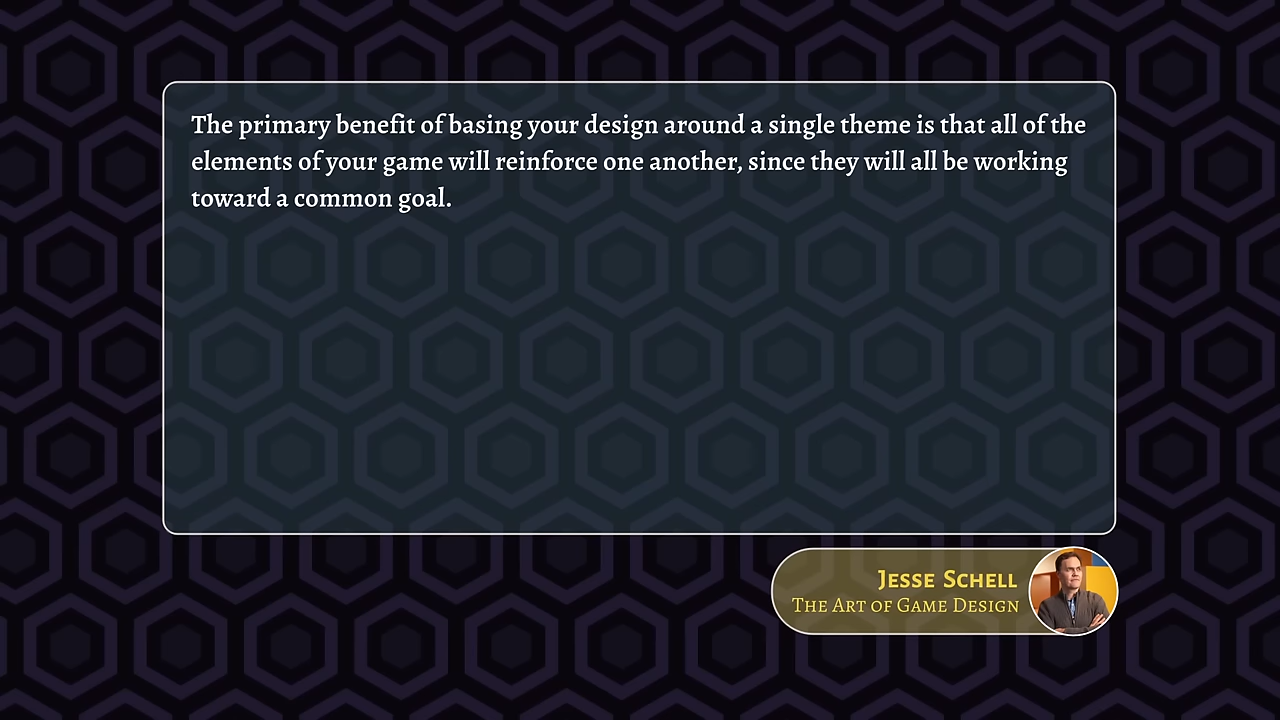 The primary benefit of basing your design around a single theme is that all of the
elements of your game will reinforce one another, since they will all be working
toward a common goal.
Jesse Schell
The Art of Game Design